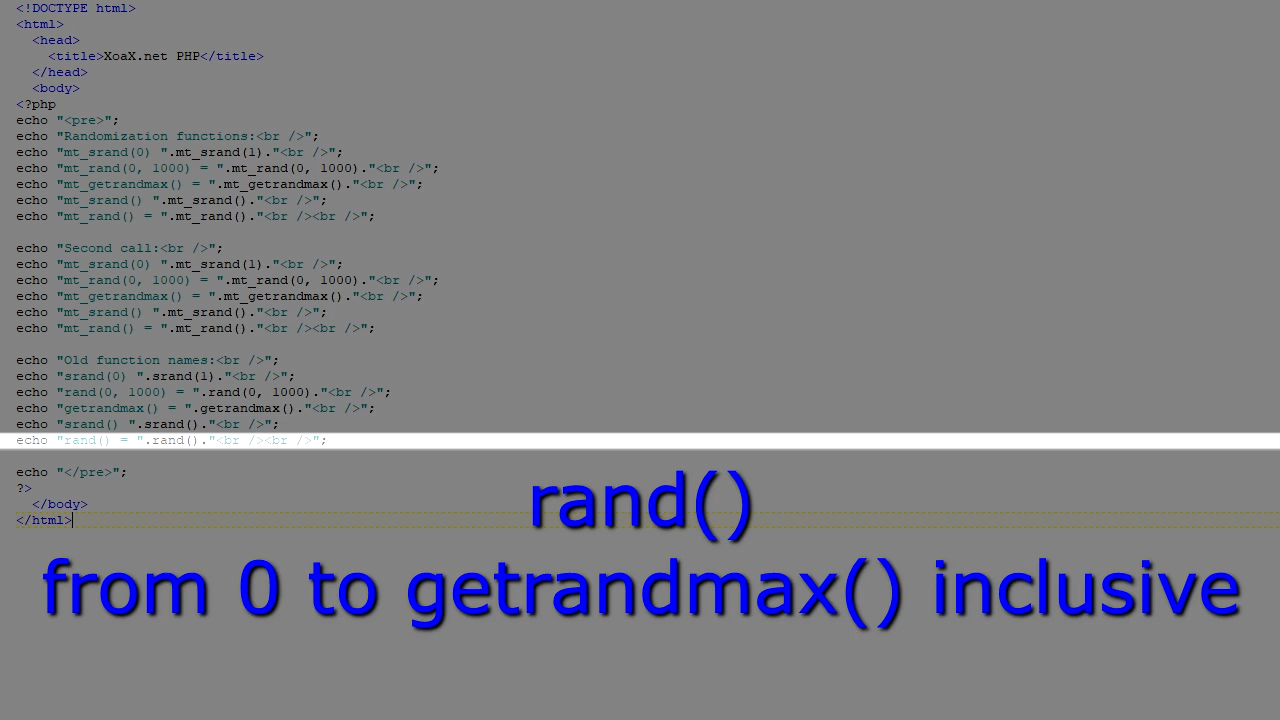 <!DOCTYPE html>
<html>
  <head>
    <title>XoaX.net PHP</title>
  </head>
  <body>
<?php
echo "<pre>";
echo "Randomization functions:<br />";
echo "mt_srand(0) ".mt_srand(1)."<br />";
echo "mt_rand(0, 1000) = ".mt_rand(0, 1000)."<br />";
echo "mt_getrandmax() = ".mt_getrandmax()."<br />";
echo "mt_srand() ".mt_srand()."<br />";
echo "mt_rand() = ".mt_rand()."<br /><br />";

echo "Second call:<br />";
echo "mt_srand(0) ".mt_srand(1)."<br />";
echo "mt_rand(0, 1000) = ".mt_rand(0, 1000)."<br />";
echo "mt_getrandmax() = ".mt_getrandmax()."<br />";
echo "mt_srand() ".mt_srand()."<br />";
echo "mt_rand() = ".mt_rand()."<br /><br />";

echo "Old function names:<br />";
echo "srand(0) ".srand(1)."<br />";
echo "rand(0, 1000) = ".rand(0, 1000)."<br />";
echo "getrandmax() = ".getrandmax()."<br />";
echo "srand() ".srand()."<br />";
echo "rand() = ".rand()."<br /><br />";

echo "</pre>";
?>
  </body>
</html>
rand()
from 0 to getrandmax() inclusive